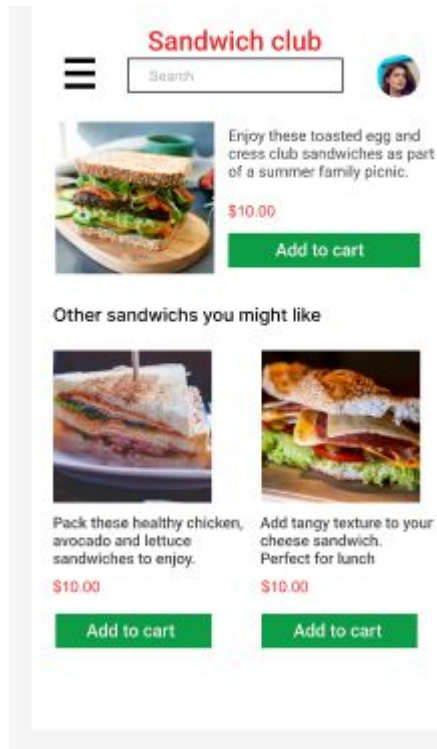 Sandwich club
Search
Enjoy these toasted egg and
cress club sandwiches as part
of a summer family picnic.
$10.00
Add to cart
Other sandwichs you might like
Pack these healthy chicken,
avocado and lettuce
sandwiches to enjoy.
$10.00
Add to cart
Add tangy texture to your
cheese sandwich.
Perfect for lunch
$10.00
Add to cart